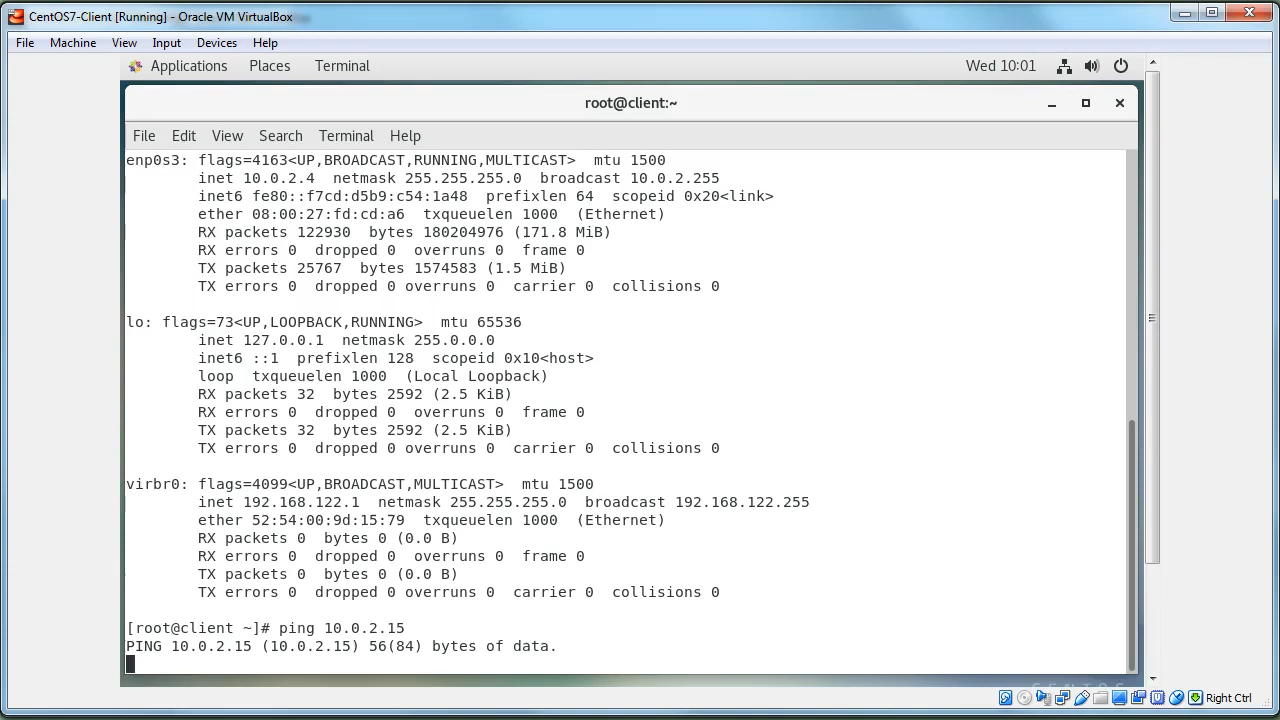 CentOS7-Client [Running] - Oracle VM VirtualBox
File Machine View Input Devices Help
Applications Places Terminal Wed 10:01
root@client:~
File Edit View Search Terminal Help
enp0s3: flags=4163<UP,BROADCAST,RUNNING,MULTICAST>  mtu 1500
        inet 10.0.2.4  netmask 255.255.255.0  broadcast 10.0.2.255
        inet6 fe80::f7cd:d5b9:c54:1a48  prefixlen 64  scopeid 0x20<link>
        ether 08:00:27:fd:cd:a6  txqueuelen 1000  (Ethernet)
        RX packets 122930  bytes 180204976 (171.8 MiB)
        RX errors 0  dropped 0  overruns 0  frame 0
        TX packets 25767  bytes 1574583 (1.5 MiB)
        TX errors 0  dropped 0 overruns 0  carrier 0  collisions 0
lo: flags=73<UP,LOOPBACK,RUNNING>  mtu 65536
        inet 127.0.0.1  netmask 255.0.0.0
        inet6 ::1  prefixlen 128  scopeid 0x10<host>
        loop  txqueuelen 1000  (Local Loopback)
        RX packets 32  bytes 2592 (2.5 KiB)
        RX errors 0  dropped 0  overruns 0  frame 0
        TX packets 32  bytes 2592 (2.5 KiB)
        TX errors 0  dropped 0 overruns 0  carrier 0  collisions 0
virbr0: flags=4099<UP,BROADCAST,MULTICAST>  mtu 1500
        inet 192.168.122.1  netmask 255.255.255.0  broadcast 192.168.122.255
        ether 52:54:00:9d:15:79  txqueuelen 1000  (Ethernet)
        RX packets 0  bytes 0 (0.0 B)
        RX errors 0  dropped 0  overruns 0  frame 0
        TX packets 0  bytes 0 (0.0 B)
        TX errors 0  dropped 0 overruns 0  carrier 0  collisions 0
[root@client ~]# ping 10.0.2.15
PING 10.0.2.15 (10.0.2.15) 56(84) bytes of data.
Right Ctrl